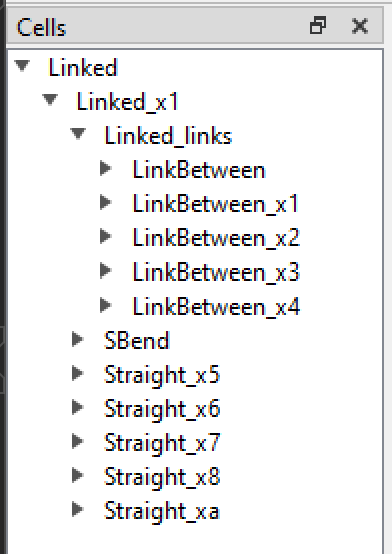 Cells
Linked
Linked_x1
Linked_links
LinkBetween
LinkBetween_x1
LinkBetween_x2
LinkBetween_x3
LinkBetween_x4
SBend
Straight_x5
Straight_x6
Straight_x7
Straight_x8
Straight_xa